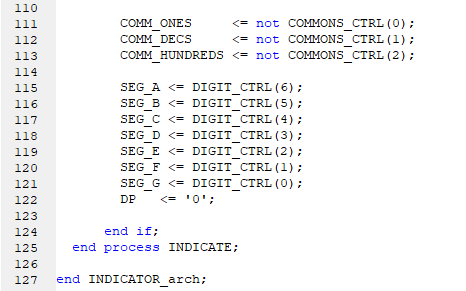 110
111 COMM_ONES <= not COMMONS_CTRL(0);
112 COMM_DECS <= not COMMONS_CTRL(1);
113 COMM_HUNDREDS <= not COMMONS_CTRL(2);
114
115 SEG_A <= DIGIT_CTRL(6);
116 SEG_B <= DIGIT_CTRL(5);
117 SEG_C <= DIGIT_CTRL(4);
118 SEG_D <= DIGIT_CTRL(3);
119 SEG_E <= DIGIT_CTRL(2);
120 SEG_F <= DIGIT_CTRL(1);
121 SEG_G <= DIGIT_CTRL(0);
122 DP <= '0';
123
124 end if;
125 end process INDICATE;
126
127 end INDICATOR_arch;